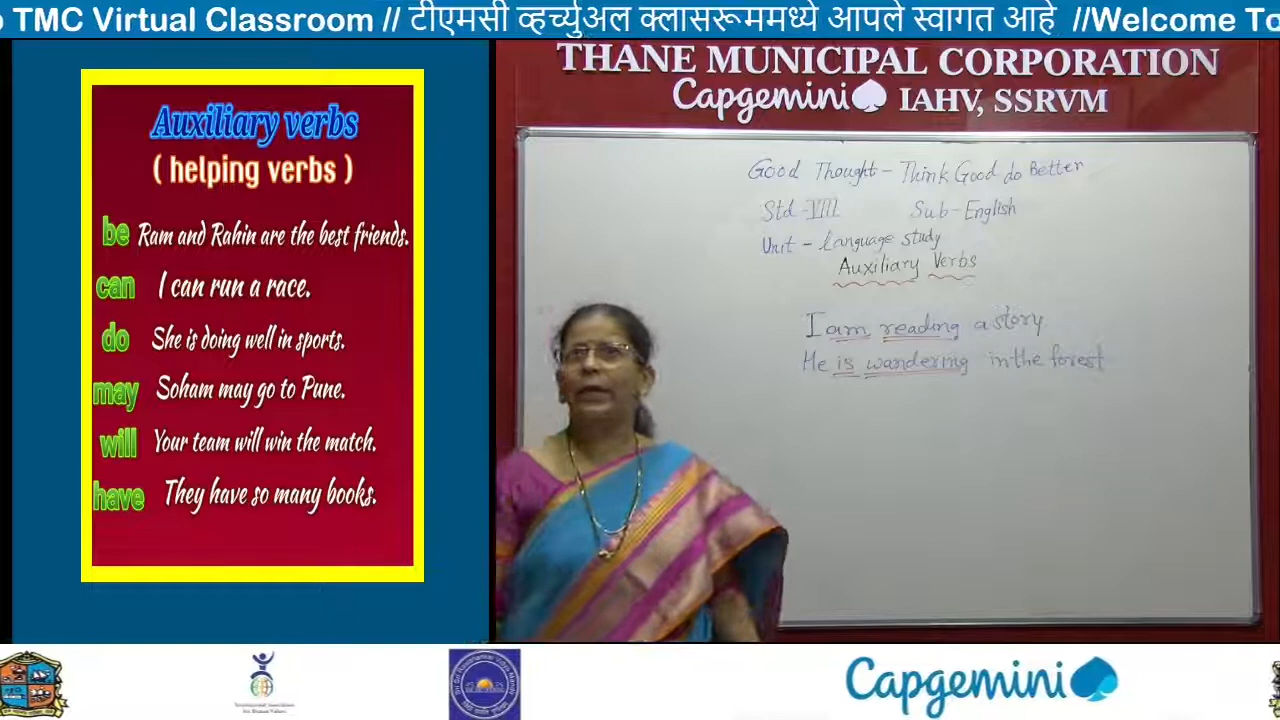 o TMC Virtual Classroom // टीएमसी व्हर्च्युअल क्लासरूममध्ये आपले स्वागत आहे //Welcome To
Auxiliary verbs
( helping verbs )
be Ram and Rahin are the best friends.
can I can run a race.
do She is doing well in sports.
may Soham may go to Pune.
will Your team will win the match.
have They have so many books.
THANE MUNICIPAL CORPORATION
Capgemini IAHV, SSRVM
Good Thought - Think Good do Better
Std - VIII Sub - English
Unit - language study
Auxiliary Verbs
I am reading a story
He is wandering in the forest
Capgemini